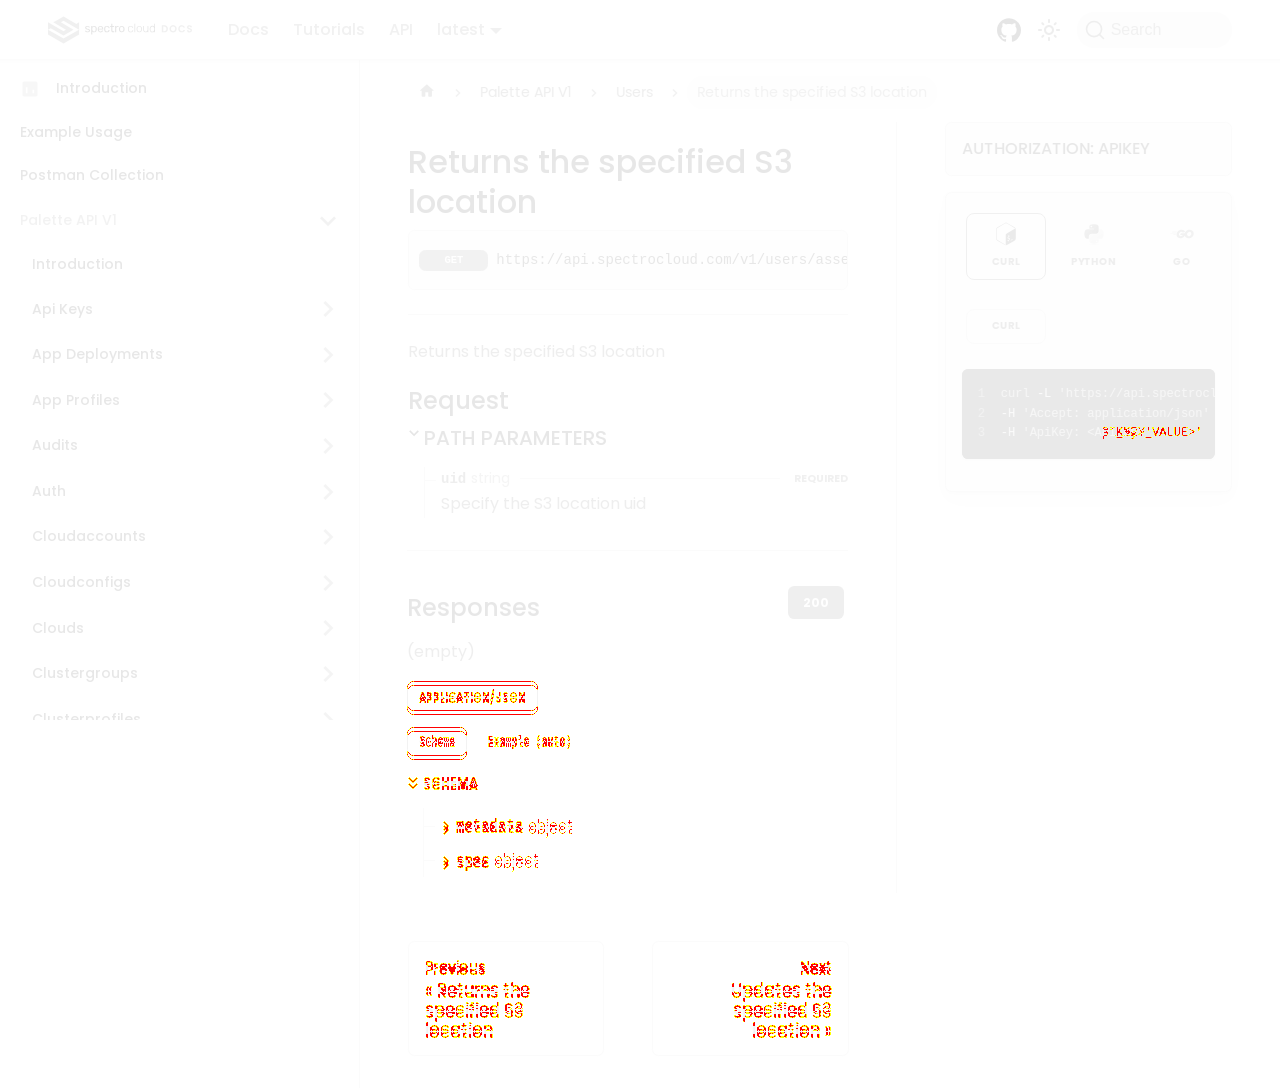 spectro cloud DOCS Docs Tutorials API latest Search
Introduction
Example Usage
Postman Collection
Palette API V1
Introduction
Api Keys
App Deployments
App Profiles
Audits
Auth
Cloudaccounts
Cloudconfigs
Clouds
Clustergroups
Clusterprofiles
Palette API V1 Users Returns the specified S3 location
Returns the specified S3
location
GET https://api.spectrocloud.com/v1/users/asse
Returns the specified S3 location
Request
PATH PARAMETERS
uid string REQUIRED
Specify the S3 location uid
Responses
200
(empty)
APPLICATION/JSON
Schema Example (auto)
SCHEMA
metadata object
spec object
Previous
« Returns the
specified S3
location
Next
Updates the
specified S3
location »
AUTHORIZATION: APIKEY
CURL PYTHON GO
GO
CURL
1 curl -L 'https://api.spectrocl
2 -H 'Accept: application/json'
3 -H 'ApiKey: VALUE>'